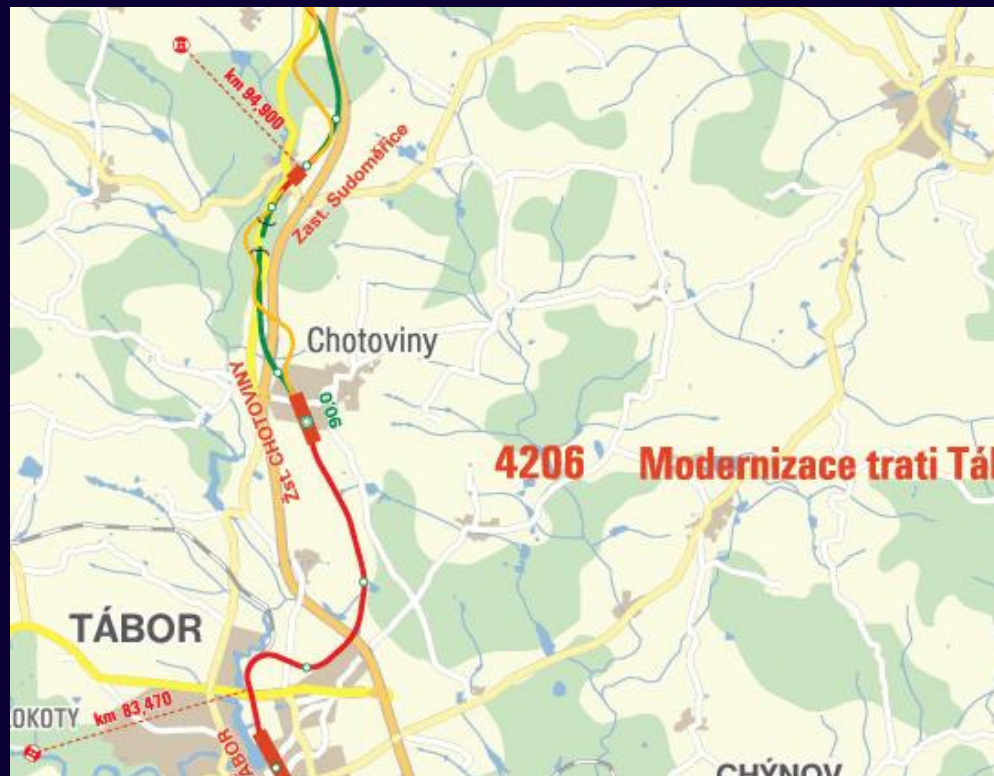 km 94,900
Zast. Sudoměřice
Chotoviny
90,0
Žst. CHOTOVINY
4206 Modernizace trati Táb
TÁBOR
OKOTY
km 83,470
TÁBOR
CHÝNOV